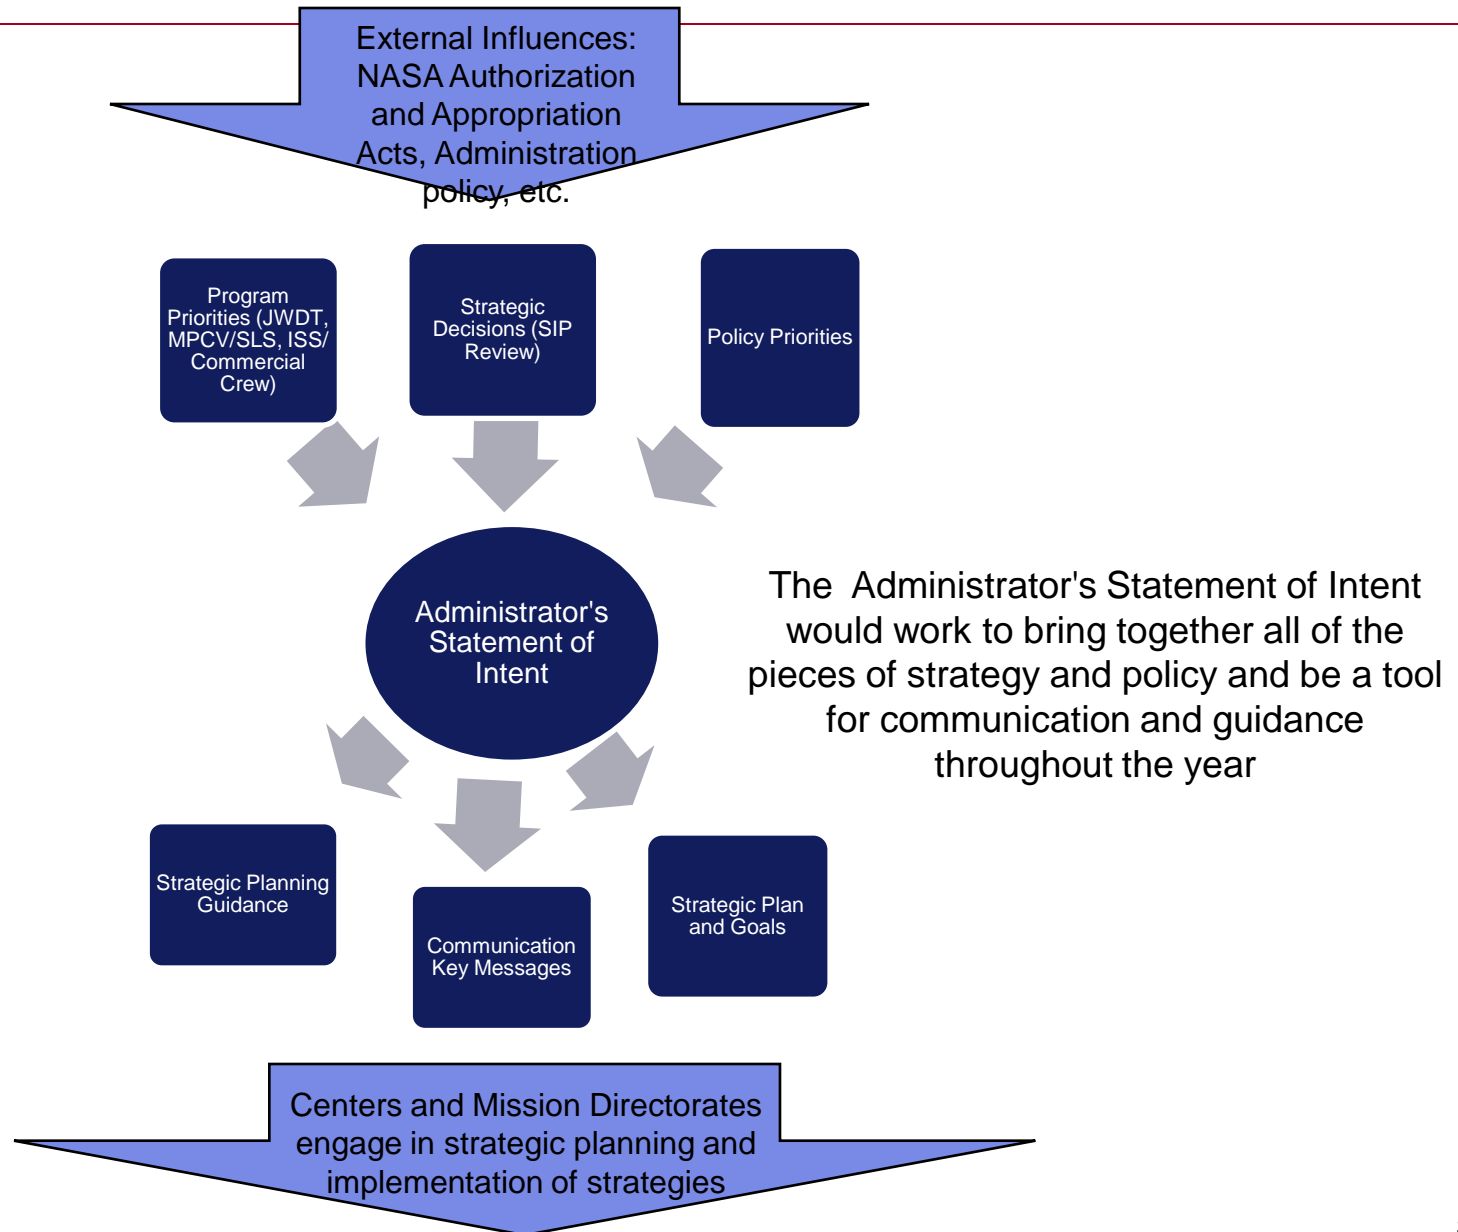 External Influences:
NASA Authorization
and Appropriation
Acts, Administration
policy, etc.
Program
Priorities (JWDT,
MPCV/SLS, ISS/
Commercial
Crew)
Strategic
Decisions (SIP
Review)
Policy Priorities
Administrator's
Statement of
Intent
The Administrator's Statement of Intent
would work to bring together all of the
pieces of strategy and policy and be a tool
for communication and guidance
throughout the year
Strategic Planning
Guidance
Communication
Key Messages
Strategic Plan
and Goals
Centers and Mission Directorates
engage in strategic planning and
implementation of strategies